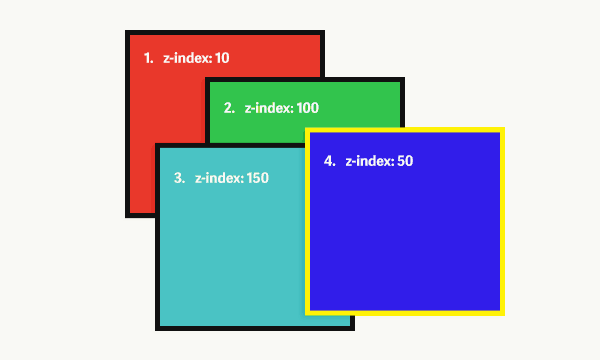 1. z-index: 10
2. z-index: 100
3. z-index: 150
4. z-index: 50